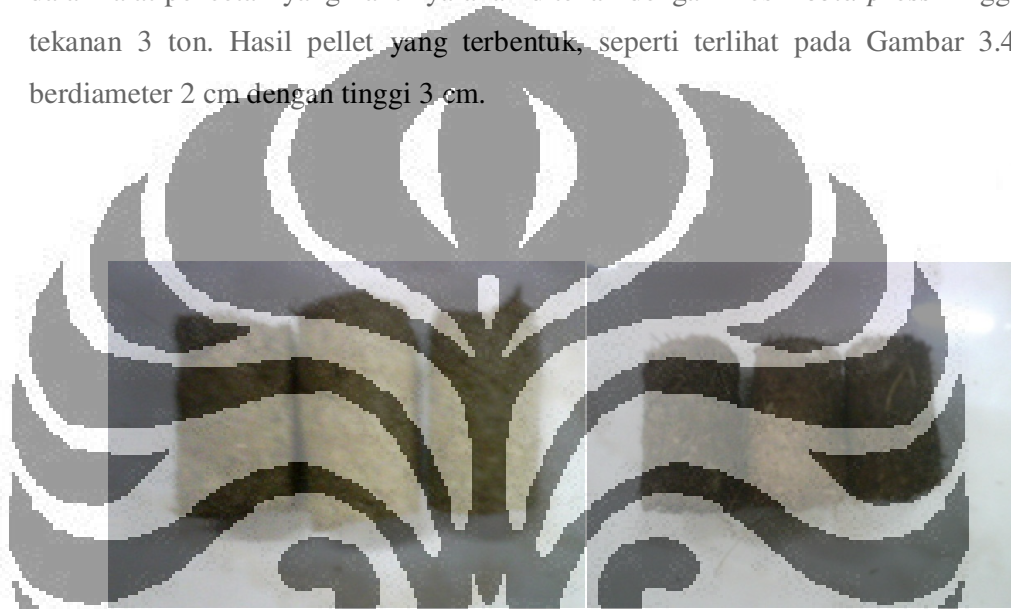 tekanan 3 ton. Hasil pellet yang terbentuk, seperti terlihat pada Gambar 3.4
berdiameter 2 cm dengan tinggi 3 cm.